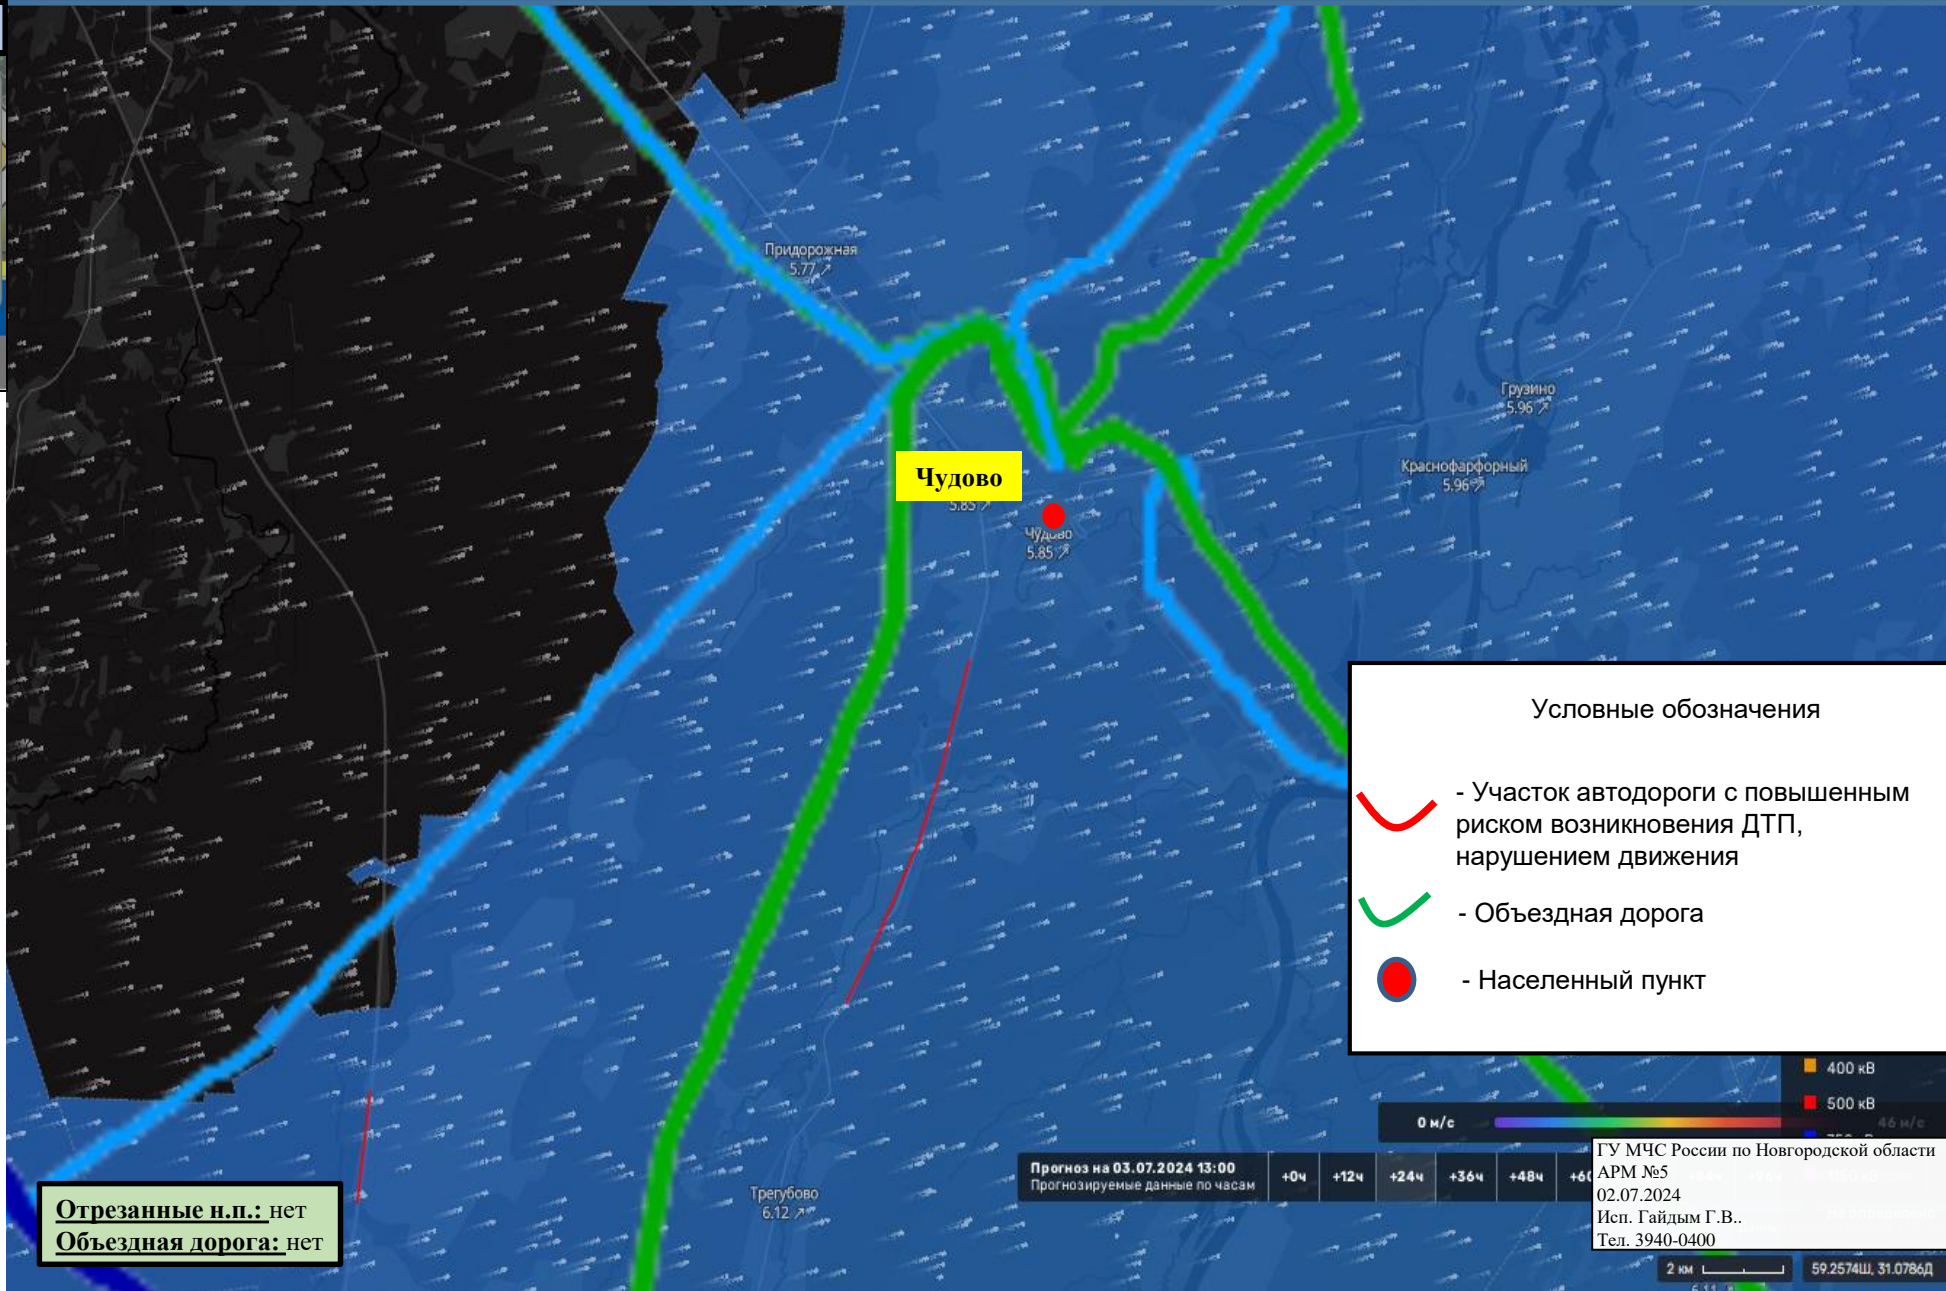 Придорожная
5.77
Грузино
5.96
Краснофарфорный
5.96
Чудово
5.85
Чудово
5.85
Условные обозначения
- Участок автодороги с повышенным
риском возникновения ДТП,
нарушением движения
- Объездная дорога
- Населенный пункт
400 кВ
500 кВ
0 м/с
46 м/с
Прогноз на 03.07.2024 13:00
Прогнозируемые данные по часам
+0ч +12ч +24ч +36ч +48ч
ГУ МЧС России по Новгородской области
АРМ №5
02.07.2024
Исп. Гайдым Г.В..
Тел. 3940-0400
Трегубово
6.12
Отрезанные н.п.: нет
Объездная дорога: нет
2 км
59.2574Ш, 31.0786Д